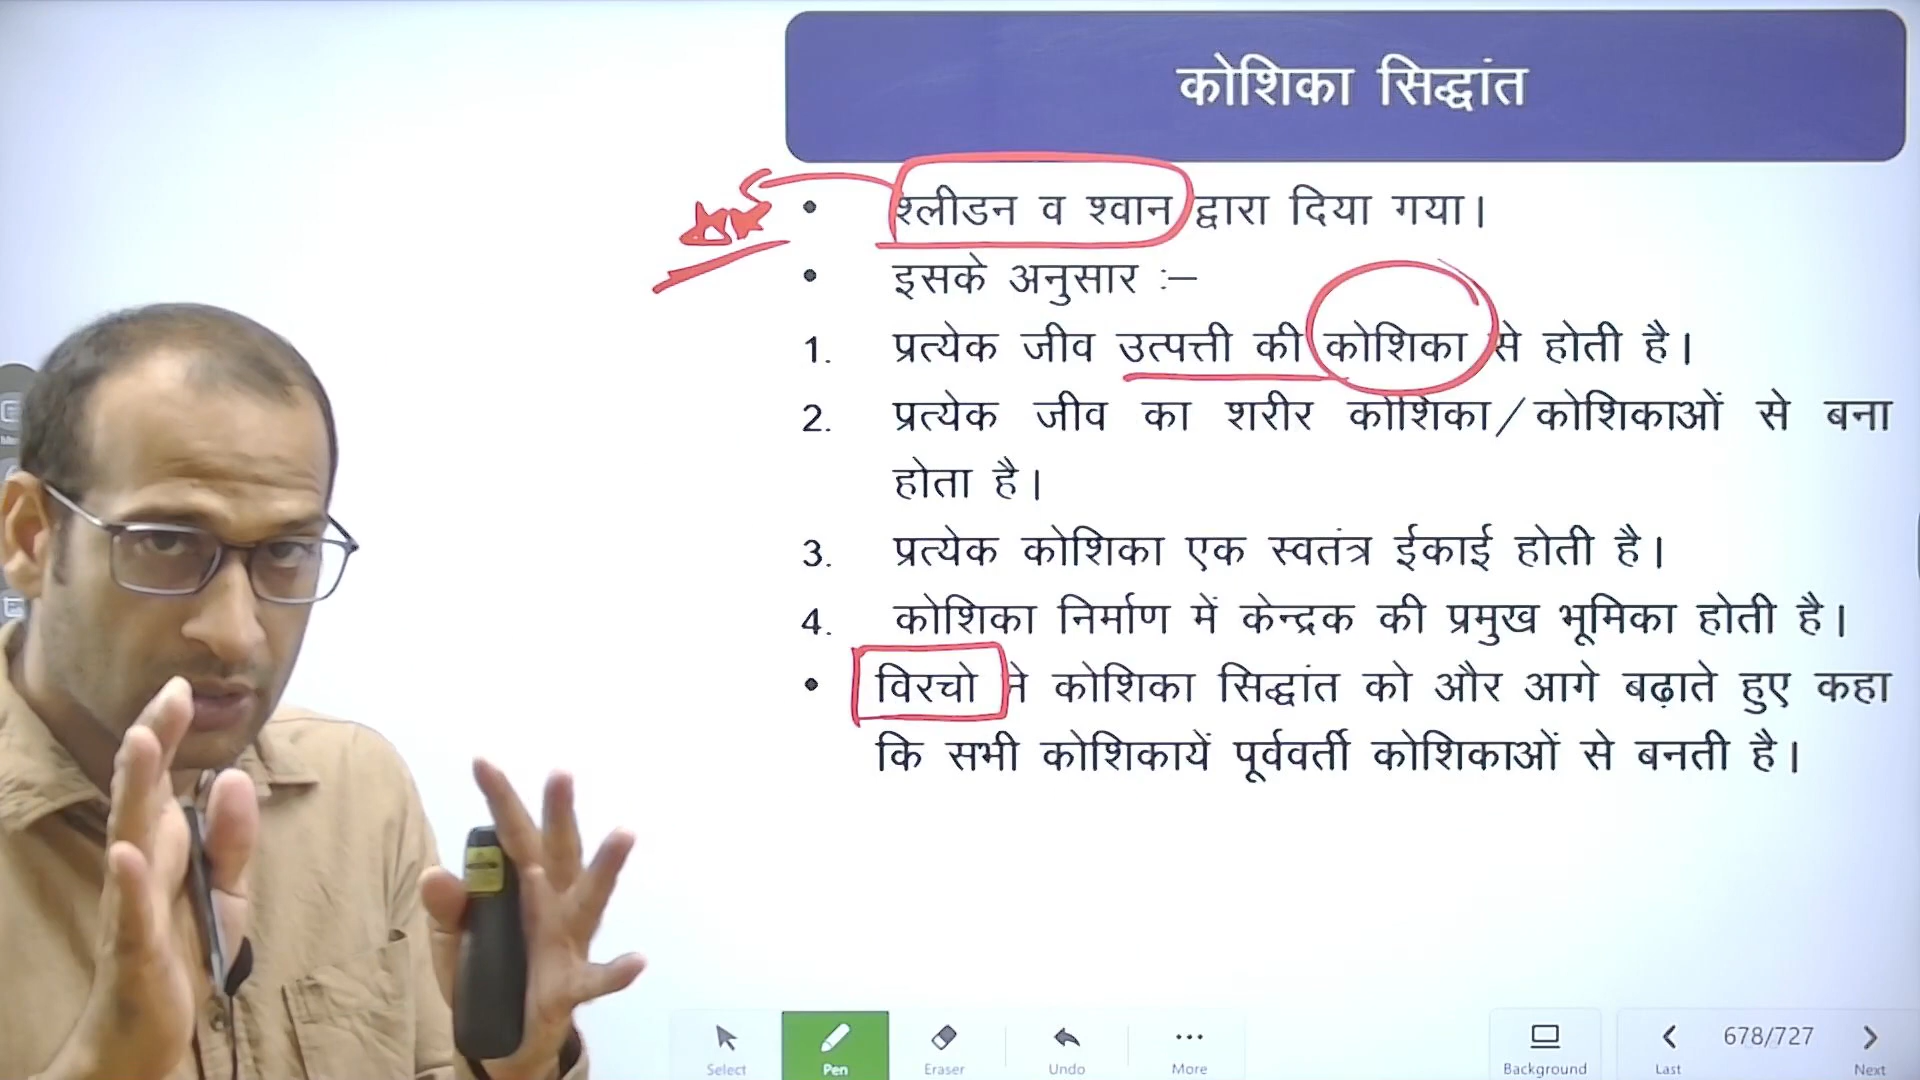 कोशिका सिद्धांत
• श्लीडन व श्वान द्वारा दिया गया।
• इसके अनुसार :–
1. प्रत्येक जीव उत्पत्ती की कोशिका से होती है।
2. प्रत्येक जीव का शरीर कोशिका/कोशिकाओं से बना
होता है।
3. प्रत्येक कोशिका एक स्वतंत्र ईकाई होती है।
4. कोशिका निर्माण में केन्द्रक की प्रमुख भूमिका होती है।
• विरचो ने कोशिका सिद्धांत को और आगे बढ़ाते हुए कहा
कि सभी कोशिकायें पूर्ववर्ती कोशिकाओं से बनती है।
Select Pen Eraser Undo More Background Last 678/727 Next